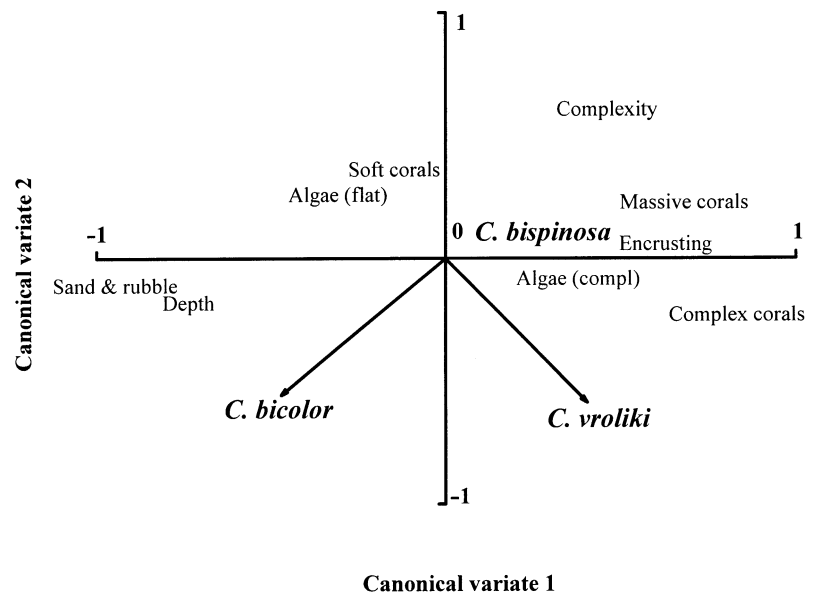 1
Complexity
Soft corals
Algae (flat)
Massive corals
Canonical variate 2
-1
0
C. bispinosa
1
Encrusting
Sand & rubble
Depth
Algae (compl)
Complex corals
C. bicolor
C. vroliki
-1
Canonical variate 1